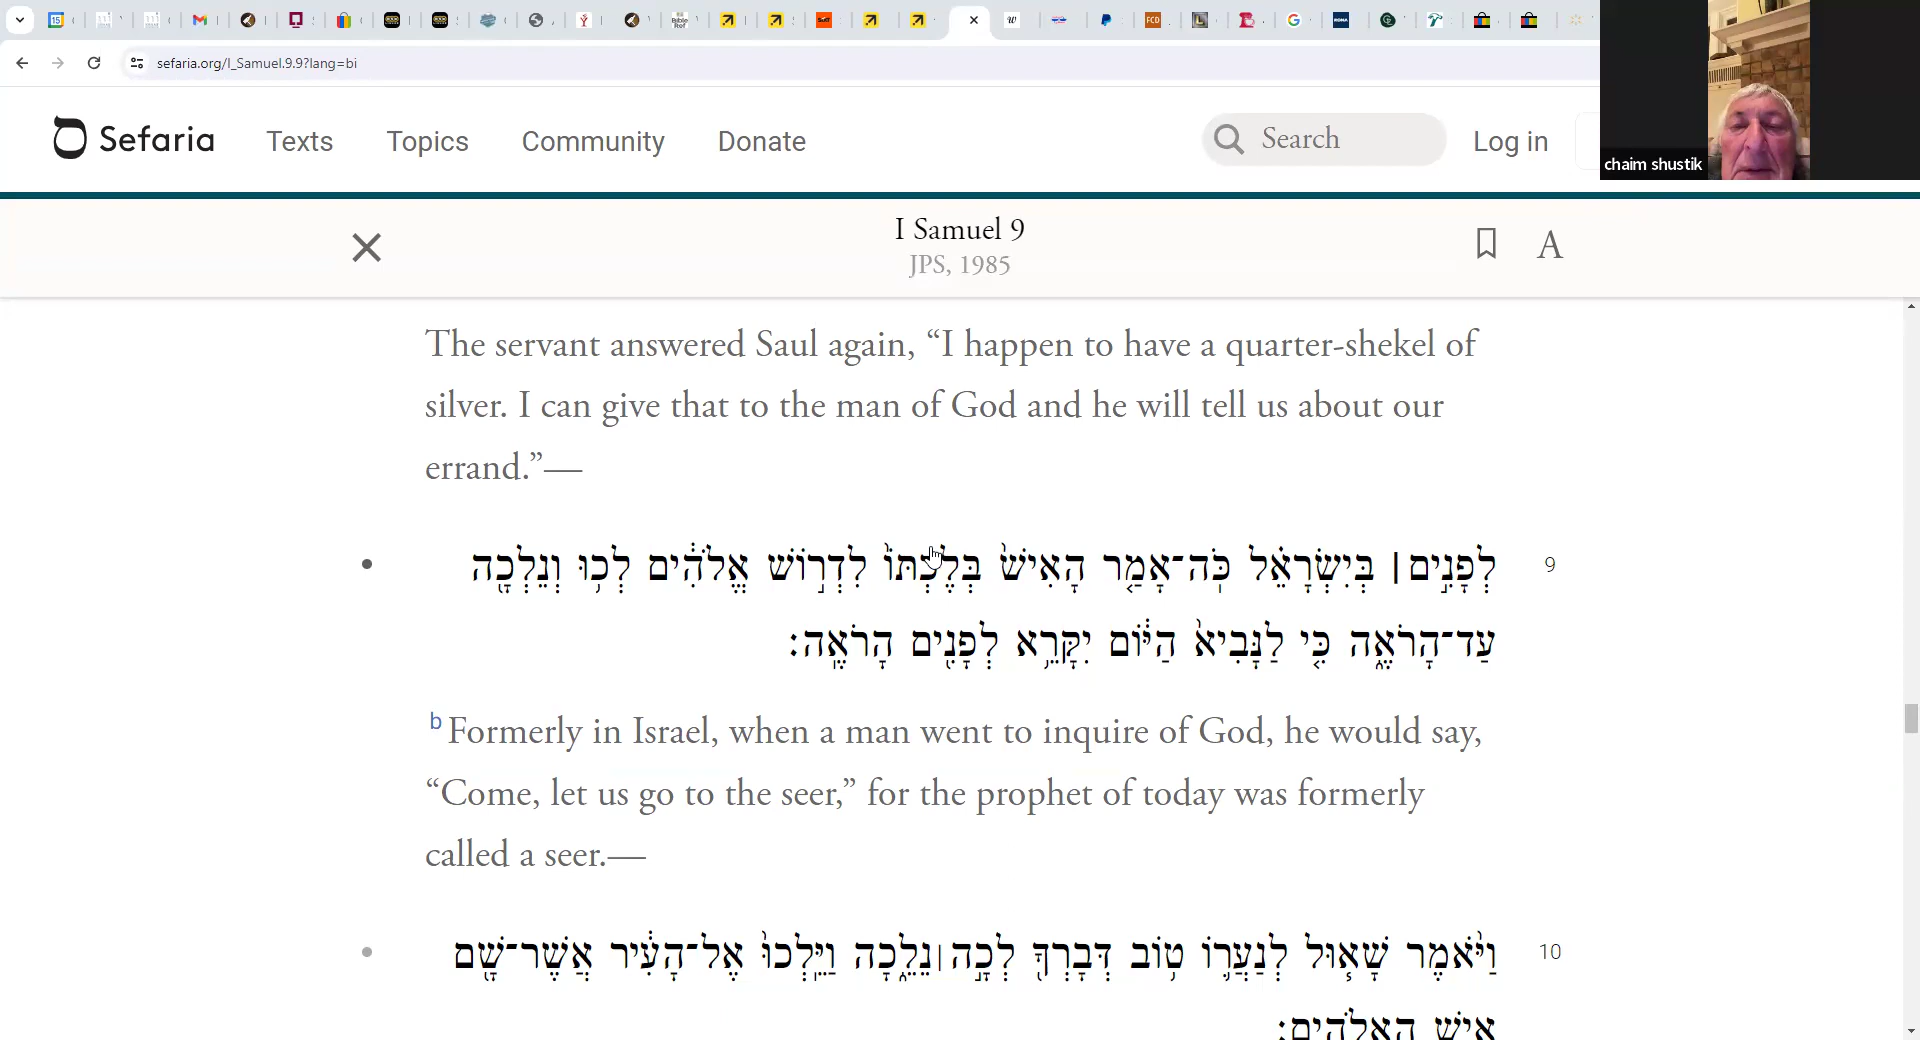 sefaria.org/I_Samuel.9.9?lang=bi
Sefaria Texts Topics Community Donate Search Log in
chaim shustik
I Samuel 9
JPS, 1985
A
The servant answered Saul again, “I happen to have a quarter-shekel of
silver. I can give that to the man of God and he will tell us about our
errand.”—
לְפָנִ֣ים ׀ בְּיִשְׂרָאֵ֗ל כֹּֽה־אָמַ֤ר הָאִישׁ֙ בְּלֶכְתּוֹ֙ לִדְר֣וֹשׁ אֱלֹהִ֔ים לְכ֥וּ וְנֵלְכָ֖ה 9
עַד־הָרֹאֶ֑ה כִּ֤י לַנָּבִיא֙ הַיּ֔וֹם יִקָּרֵ֥א לְפָנִ֖ים הָרֹאֶֽה׃
b Formerly in Israel, when a man went to inquire of God, he would say,
“Come, let us go to the seer,” for the prophet of today was formerly
called a seer.—
וַיֹּ֨אמֶר שָׁא֧וּל לְנַעֲר֛וֹ ט֥וֹב דְּבָרְךָ֖ לְכָ֣ה ׀ נֵלֵ֑כָה וַיֵּֽלְכוּ֙ אֶל־הָעִ֔יר אֲשֶׁר־שָׁ֖ם 10
אִ֥ישׁ הָאֱלֹהִֽים׃